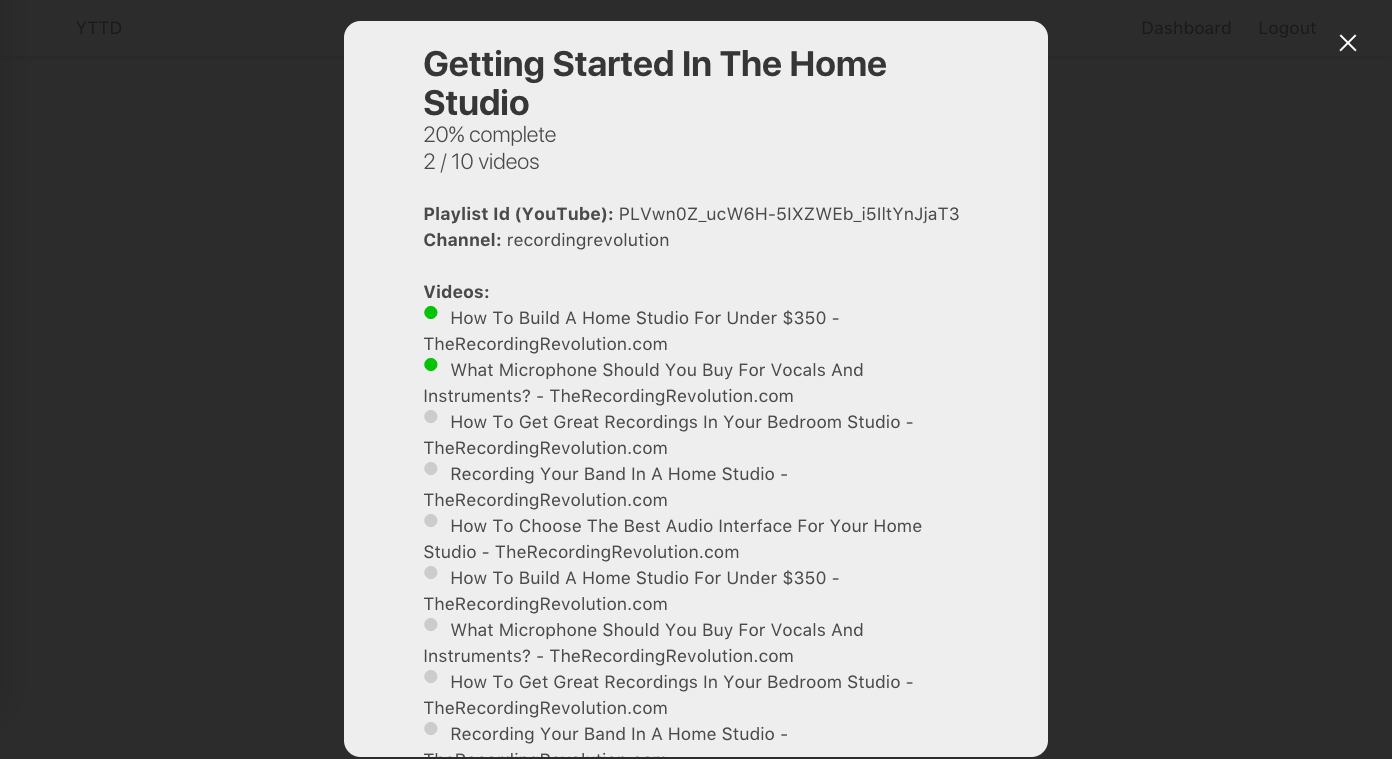 YTTD
Dashboard
Logout
Getting Started In The Home
Studio
20% complete
2 / 10 videos
Playlist Id (YouTube): PLVwn0Z_ucW6H-5IXZWEb_i5IltYnJjaT3
Channel: recordingrevolution
Videos:
How To Build A Home Studio For Under $350 -
TheRecordingRevolution.com
What Microphone Should You Buy For Vocals And
Instruments? - TheRecordingRevolution.com
How To Get Great Recordings In Your Bedroom Studio -
TheRecordingRevolution.com
Recording Your Band In A Home Studio -
TheRecordingRevolution.com
How To Choose The Best Audio Interface For Your Home
Studio - TheRecordingRevolution.com
How To Build A Home Studio For Under $350 -
TheRecordingRevolution.com
What Microphone Should You Buy For Vocals And
Instruments? - TheRecordingRevolution.com
How To Get Great Recordings In Your Bedroom Studio -
TheRecordingRevolution.com
Recording Your Band In A Home Studio -